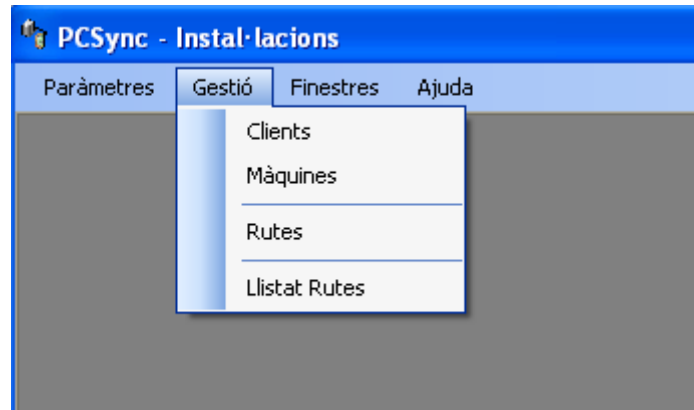 PCSync - Instal·lacions
Paràmetres Gestió Finestres Ajuda
Clients
Màquines
Rutes
Llistat Rutes